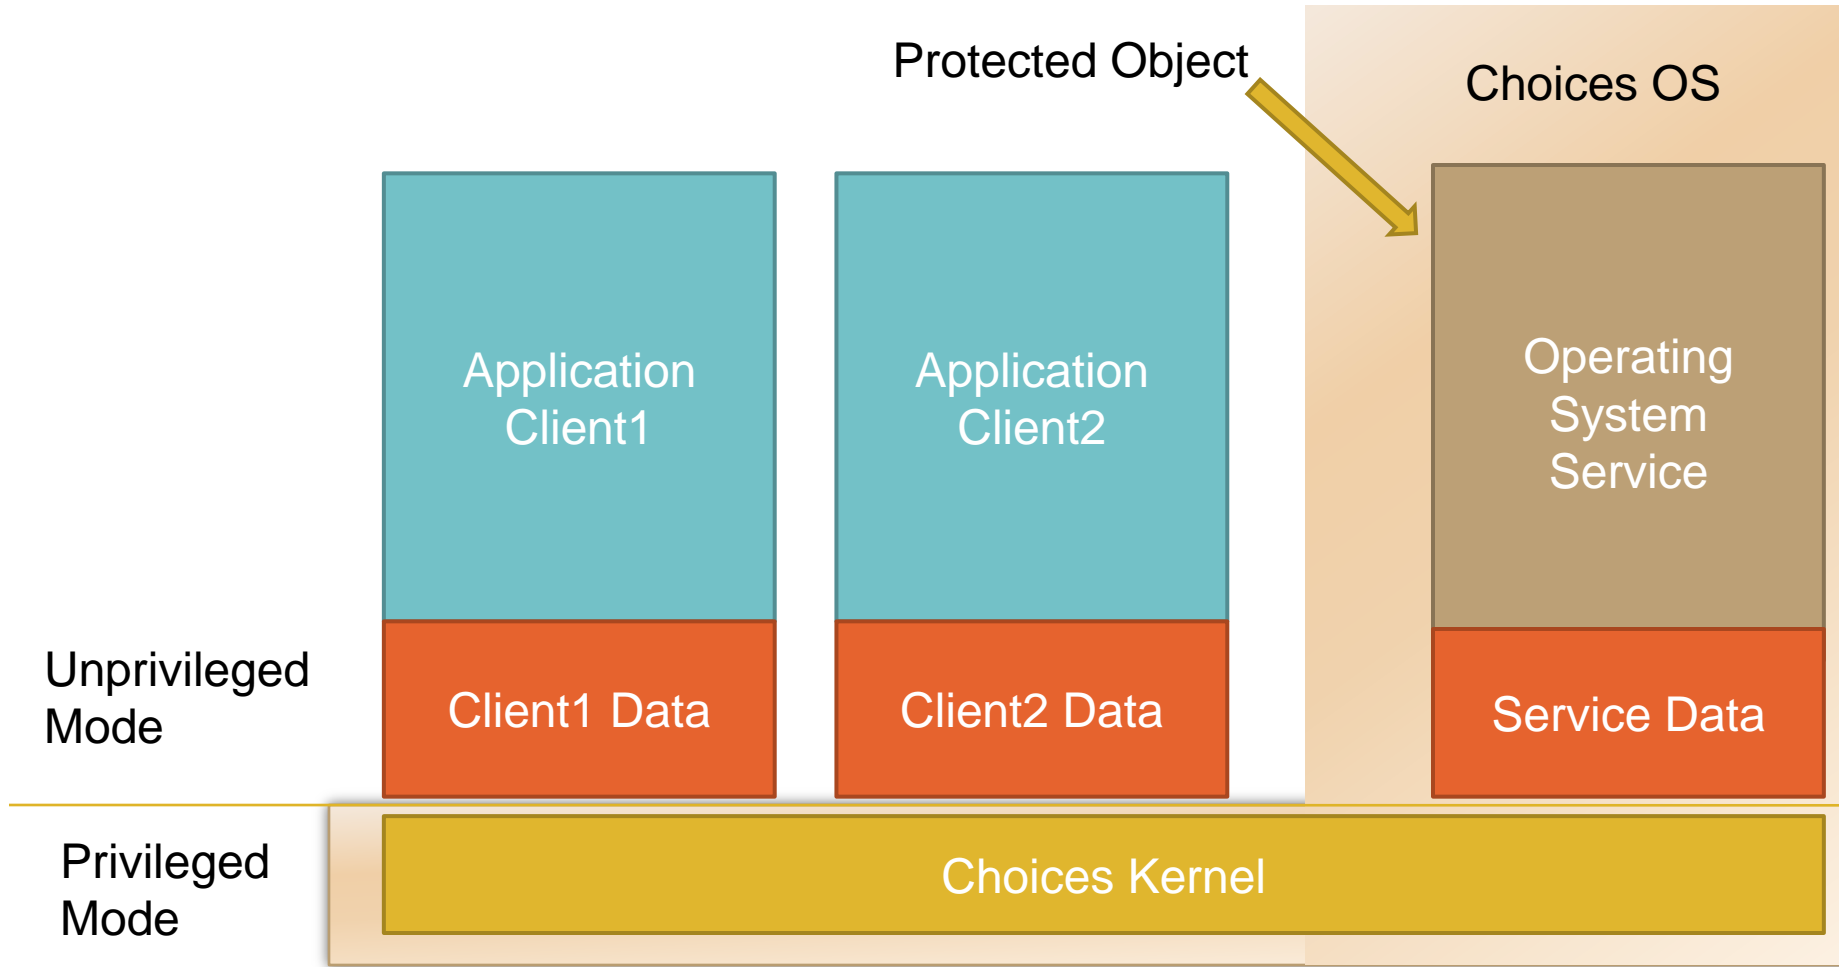 Protected Object
Choices OS
Application
Client1
Application
Client2
Operating
System
Service
Unprivileged
Mode
Client1 Data
Client2 Data
Service Data
Privileged
Mode
Choices Kernel